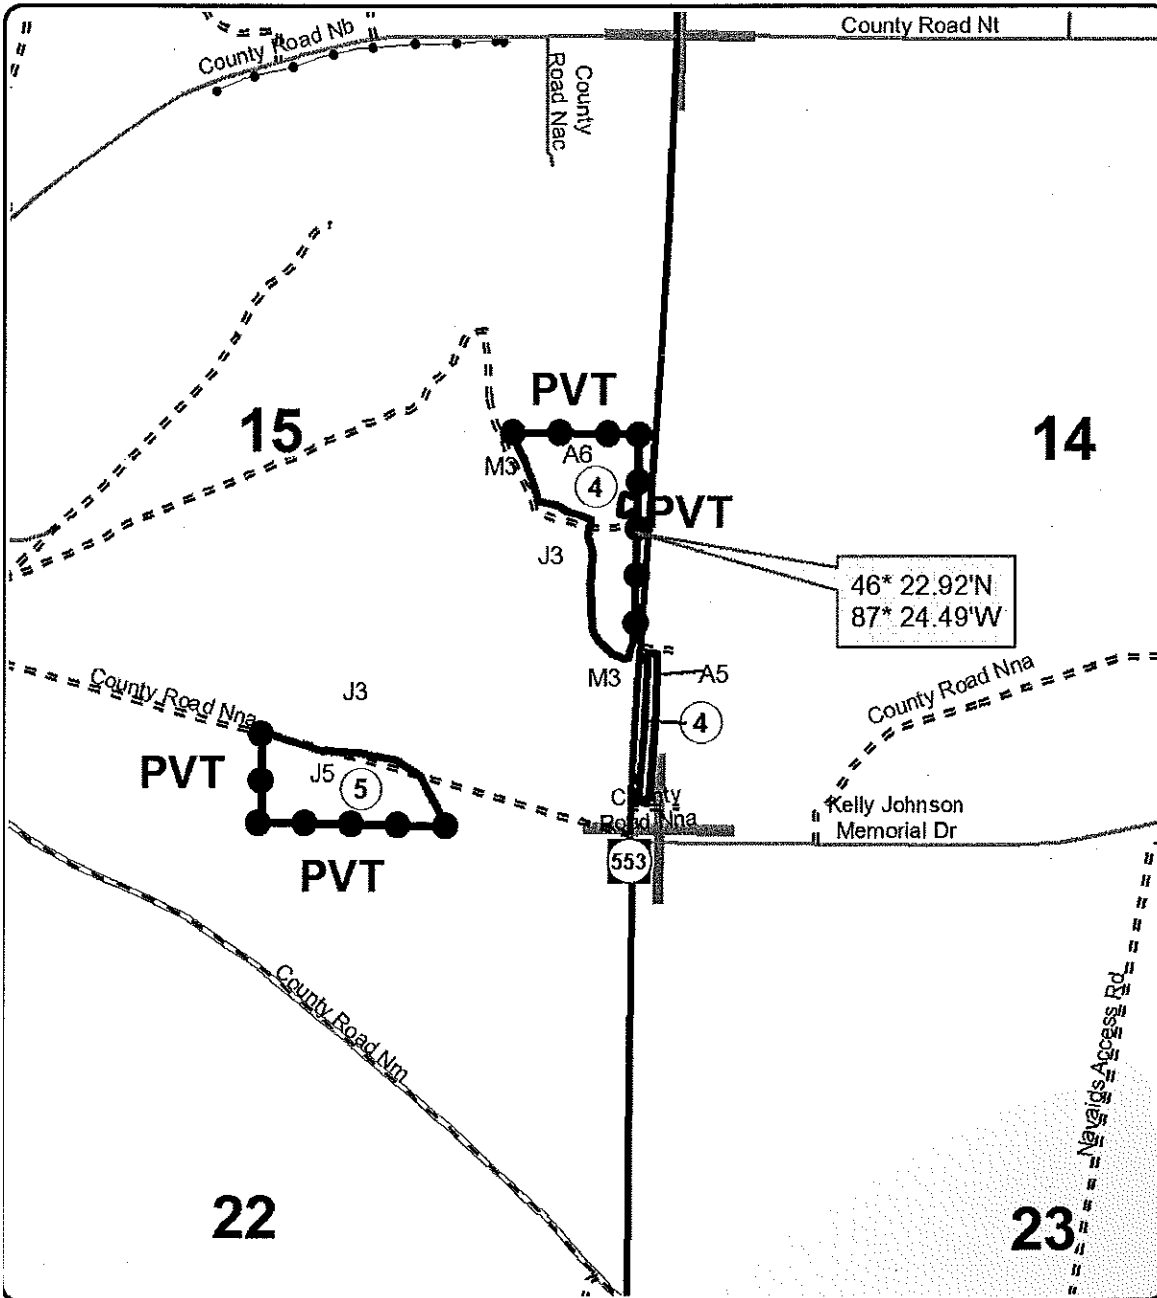 County Road Nt
County Road Nb
County
Road Nac
PVT
15
14
A6
M3
4
PVT
J3
46* 22.92'N
87* 24.49'W
M3
A5
County Road Nna
J3
County Road Nna
4
PVT
J5
5
County
Road Nna
Kelly Johnson
Memorial Dr
553
PVT
County Road Nm
Navaids Access Rd
22
23